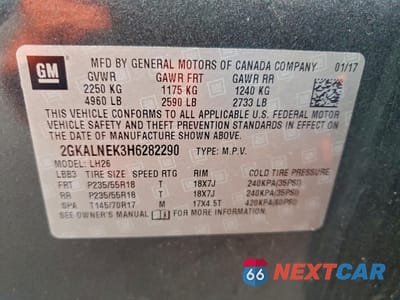 GM
MFD BY GENERAL MOTORS OF CANADA COMPANY 01/17
GVWR GAWR FRT GAWR RR
2250 KG 1175 KG 1240 KG
4960 LB 2590 LB 2733 LB
THIS VEHICLE CONFORMS TO ALL APPLICABLE U.S. FEDERAL MOTOR
VEHICLE SAFETY, BUMPER, AND THEFT PREVENTION STANDARDS IN EFFECT
ON THE DATE OF MANUFACTURE SHOWN ABOVE.
2GKALNEK3H6282290 TYPE: M.P.V.
MODEL: LH26
LBB3 TIRE SIZE SPEED RTG RIM COLD TIRE PRESSURE
FRT P235/55R18 T 18X7J 240KPA(35PSI)
RR P235/55R18 T 18X7J 240KPA(35PSI)
SPA T145/70R17 M 17X4.5T 420KPA(60PSI)
SEE OWNER'S MANUAL FOR MORE INFORMATION.
66 NEXTCAR